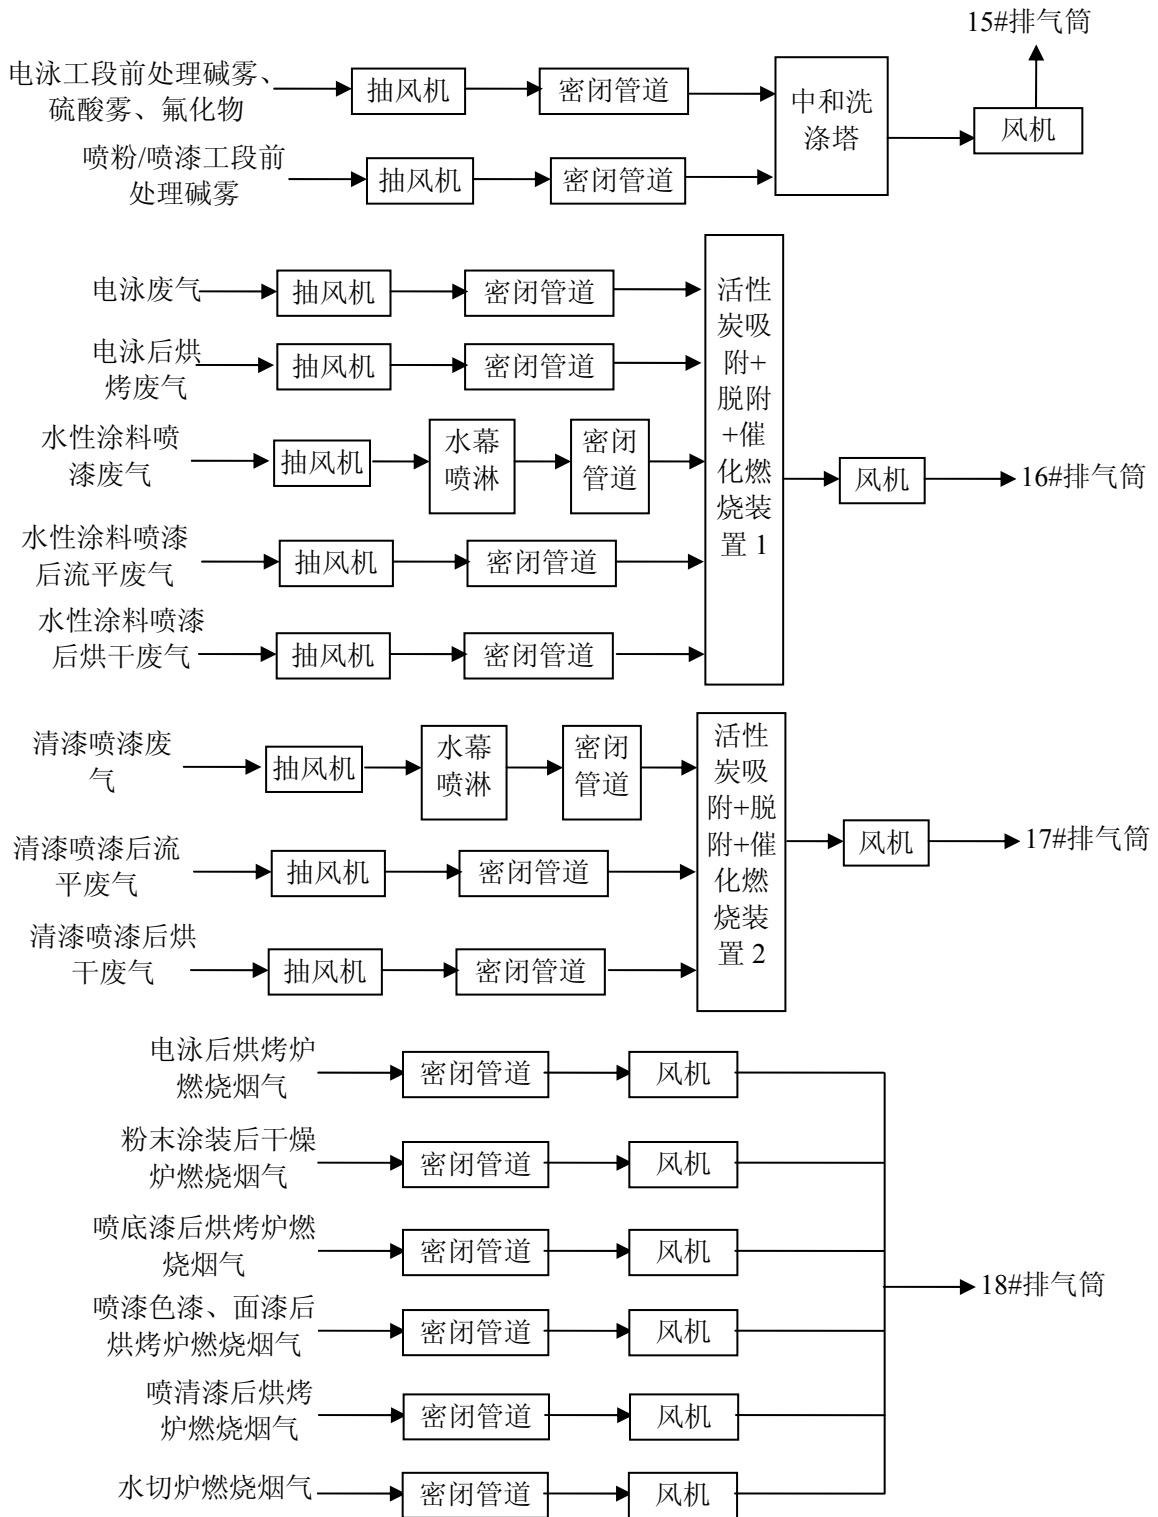 15#排气筒
电泳工段前处理碱雾、
硫酸雾、氟化物
抽风机
密闭管道
中和洗
涤塔
风机
喷粉/喷漆工段前
处理碱雾
抽风机
密闭管道
电泳废气
抽风机
密闭管道
活性
炭吸
附+
脱附
+催
化燃
烧装
置 1
电泳后烘
烤废气
抽风机
密闭管道
水性涂料喷
漆废气
抽风机
水幕
喷淋
密闭
管道
风机
16#排气筒
水性涂料喷漆
后流平废气
抽风机
密闭管道
水性涂料喷漆
后烘干废气
抽风机
密闭管道
清漆喷漆废
气
抽风机
水幕
喷淋
密闭
管道
活性
炭吸
附+脱
附+催
化燃
烧装
置 2
风机
17#排气筒
清漆喷漆后流
平废气
抽风机
密闭管道
清漆喷漆后烘
干废气
抽风机
密闭管道
电泳后烘烤炉
燃烧烟气
密闭管道
风机
粉末涂装后干燥
炉燃烧烟气
密闭管道
风机
喷底漆后烘烤炉燃
烧烟气
密闭管道
风机
18#排气筒
喷漆色漆、面漆后
烘烤炉燃烧烟气
密闭管道
风机
喷清漆后烘烤
炉燃烧烟气
密闭管道
风机
水切炉燃烧烟气
密闭管道
风机